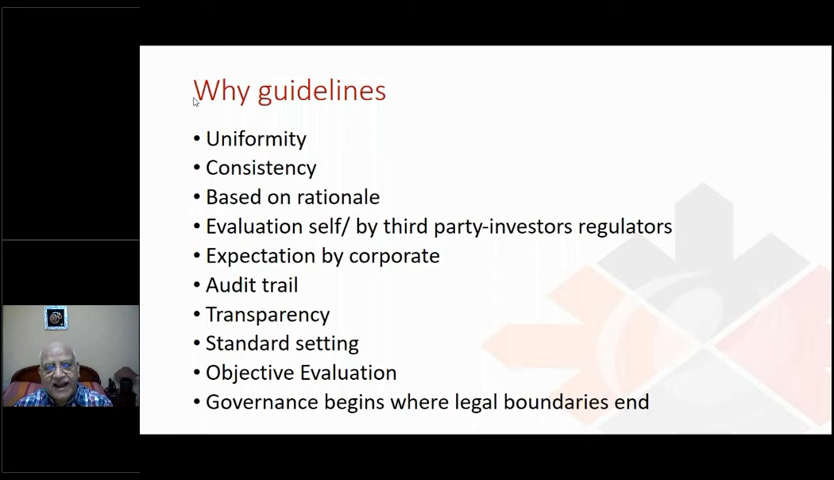 Why guidelines
• Uniformity
• Consistency
• Based on rationale
• Evaluation self/ by third party-investors regulators
• Expectation by corporate
• Audit trail
• Transparency
• Standard setting
• Objective Evaluation
• Governance begins where legal boundaries end